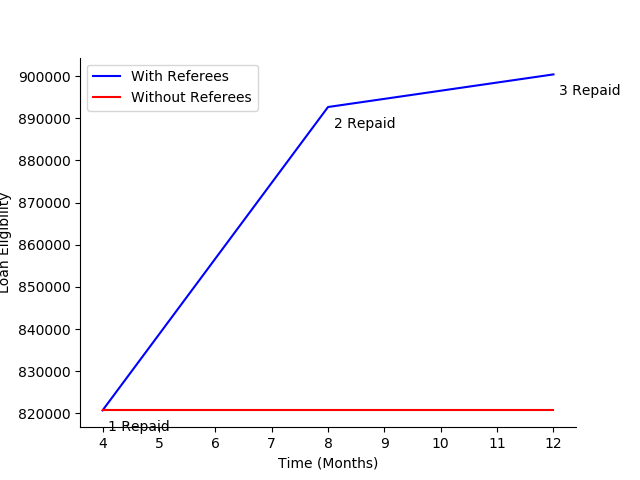 With Referees
Without Referees
900000
890000
880000
870000
860000
850000
840000
830000
820000
Loan Eligibility
1 Repaid
2 Repaid
3 Repaid
4 5 6 7 8 9 10 11 12
Time (Months)